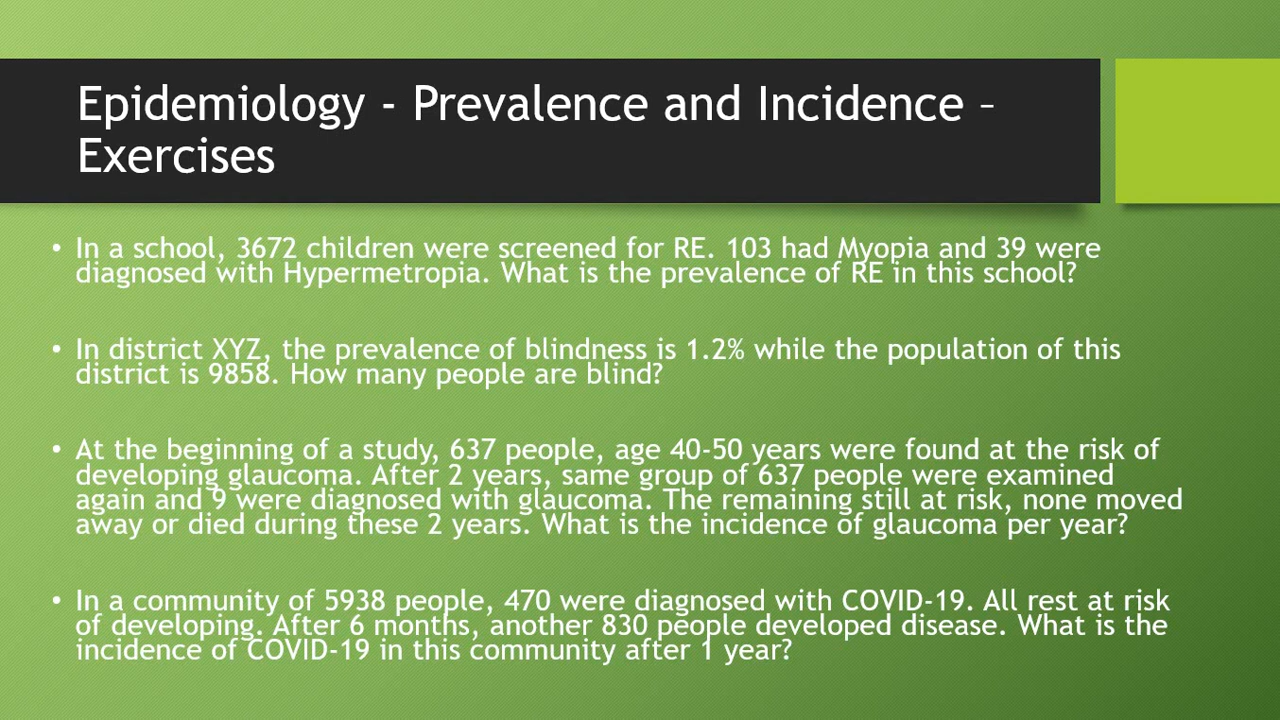 Epidemiology - Prevalence and Incidence –
Exercises
• In a school, 3672 children were screened for RE. 103 had Myopia and 39 were
diagnosed with Hypermetropia. What is the prevalence of RE in this school?
• In district XYZ, the prevalence of blindness is 1.2% while the population of this
district is 9858. How many people are blind?
• At the beginning of a study, 637 people, age 40-50 years were found at the risk of
developing glaucoma. After 2 years, same group of 637 people were examined
again and 9 were diagnosed with glaucoma. The remaining still at risk, none moved
away or died during these 2 years. What is the incidence of glaucoma per year?
• In a community of 5938 people, 470 were diagnosed with COVID-19. All rest at risk
of developing. After 6 months, another 830 people developed disease. What is the
incidence of COVID-19 in this community after 1 year?